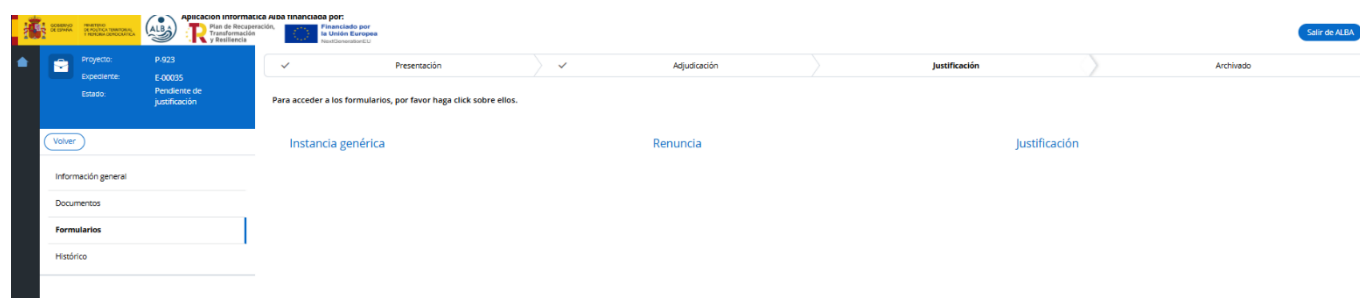 Aplicación informática Alba financiada por:
GOBIERNO DE ESPAÑA
MINISTERIO DE POLÍTICA TERRITORIAL Y MEMORIA DEMOCRÁTICA
ALBA
Plan de Recuperación,
Transformación
y Resiliencia
Financiado por
la Unión Europea
NextGenerationEU
Salir de ALBA
Proyecto: P-923
Expediente: E-00035
Estado: Pendiente de
justificación
Presentación
Adjudicación
Justificación
Archivado
Para acceder a los formularios, por favor haga click sobre ellos.
Volver
Instancia genérica
Renuncia
Justificación
Información general
Documentos
Formularios
Histórico